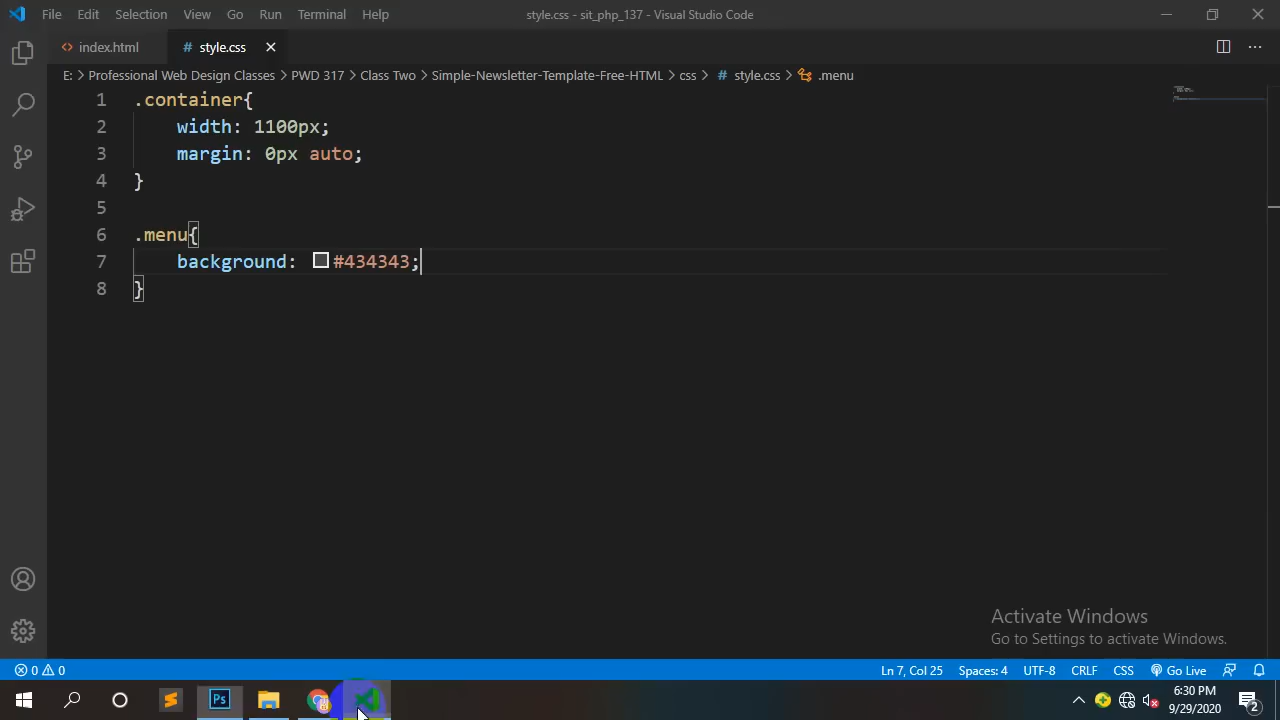 File Edit Selection View Go Run Terminal Help style.css - sit_php_137 - Visual Studio Code
<> index.html # style.css
E: > Professional Web Design Classes > PWD 317 > Class Two > Simple-Newsletter-Template-Free-HTML > css > # style.css > .menu
1 .container{
2 width: 1100px;
3 margin: 0px auto;
4 }
5
6 .menu{
7 background: #434343;
8 }
Activate Windows
Go to Settings to activate Windows.
0 0 Ln 7, Col 25 Spaces: 4 UTF-8 CRLF CSS Go Live
Ps 6:30 PM
9/29/2020 2